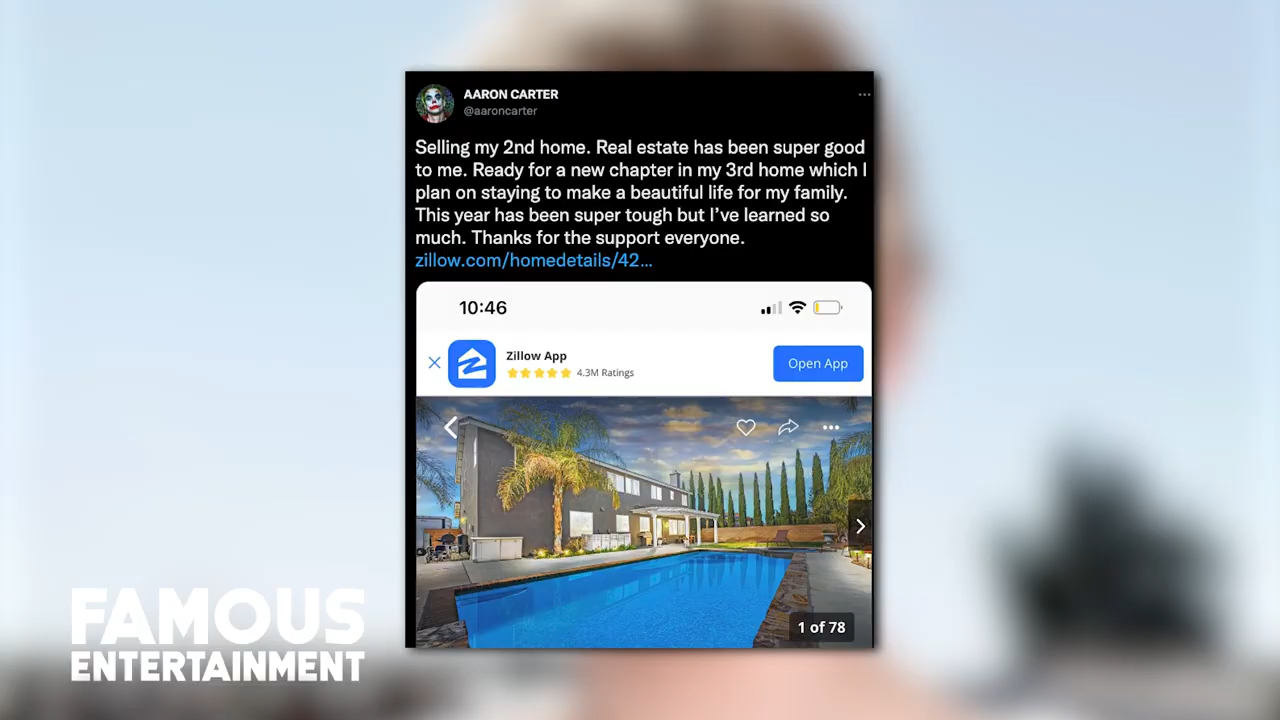 AARON CARTER
@aaroncarter
Selling my 2nd home. Real estate has been super good
to me. Ready for a new chapter in my 3rd home which I
plan on staying to make a beautiful life for my family.
This year has been super tough but I’ve learned so
much. Thanks for the support everyone.
zillow.com/homedetails/42...
10:46
Zillow App
4.3M Ratings
Open App
1 of 78
FAMOUS
ENTERTAINMENT